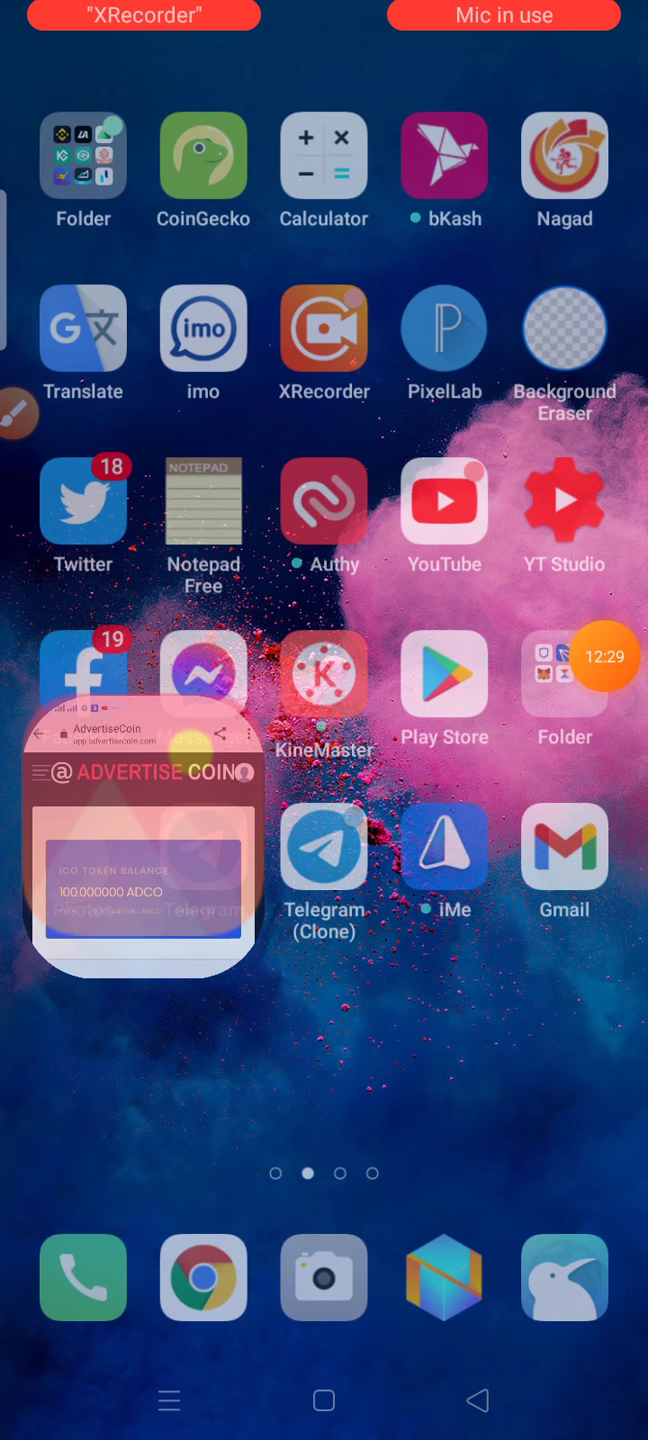 "XRecorder" Mic in use
Folder CoinGecko Calculator bKash Nagad
NOTEPAD
Translate imo XRecorder PixelLab Background
Eraser
18
Twitter Notepad Authy YouTube YT Studio
Free
19
12:29
KineMaster Play Store Folder
AdvertiseCoin
app.advertisecoin.com
@ ADVERTISE COIN
ICO TOKEN BALANCE
100.000000 ADCO
Telegram iMe Gmail
(Clone)